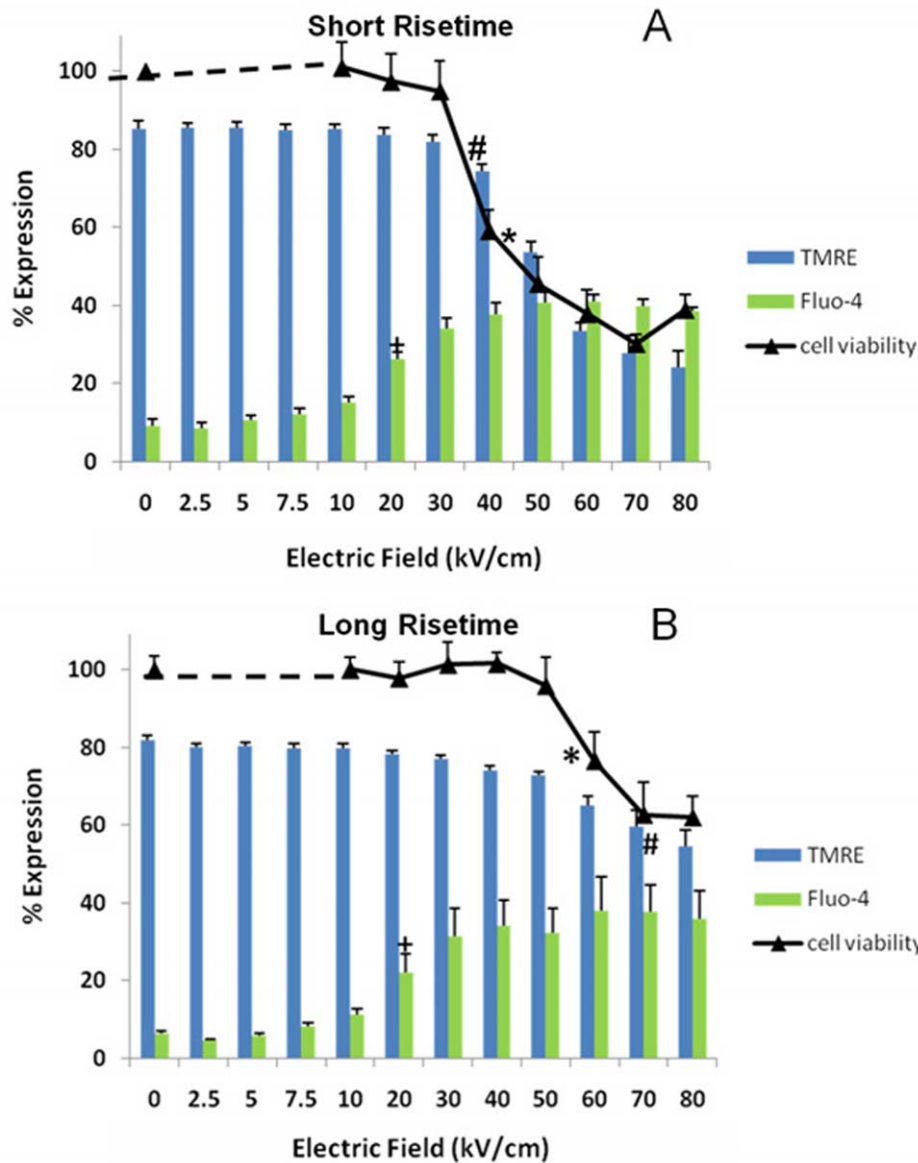 Short Risetime
A
% Expression
100
80
60
40
20
0
#
*
‡
0 2.5 5 7.5 10 20 30 40 50 60 70 80
Electric Field (kV/cm)
TMRE
Fluo-4
cell viability
Long Risetime
B
% Expression
100
80
60
40
20
0
*
#
‡
0 2.5 5 7.5 10 20 30 40 50 60 70 80
Electric Field (kV/cm)
TMRE
Fluo-4
cell viability